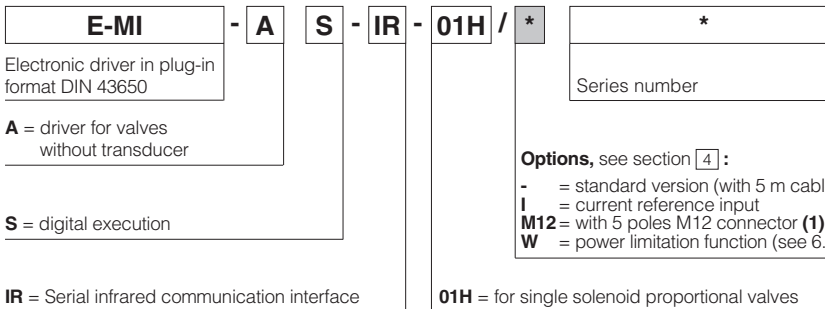 E-MI - A S - IR - 01H / * *
Electronic driver in plug-in
format DIN 43650
Series number
A = driver for valves
without transducer
Options, see section 4 :
- = standard version (with 5 m cabl
I = current reference input
M12 = with 5 poles M12 connector (1)
W = power limitation function (see 6.
S = digital execution
IR = Serial infrared communication interface
01H = for single solenoid proportional valves